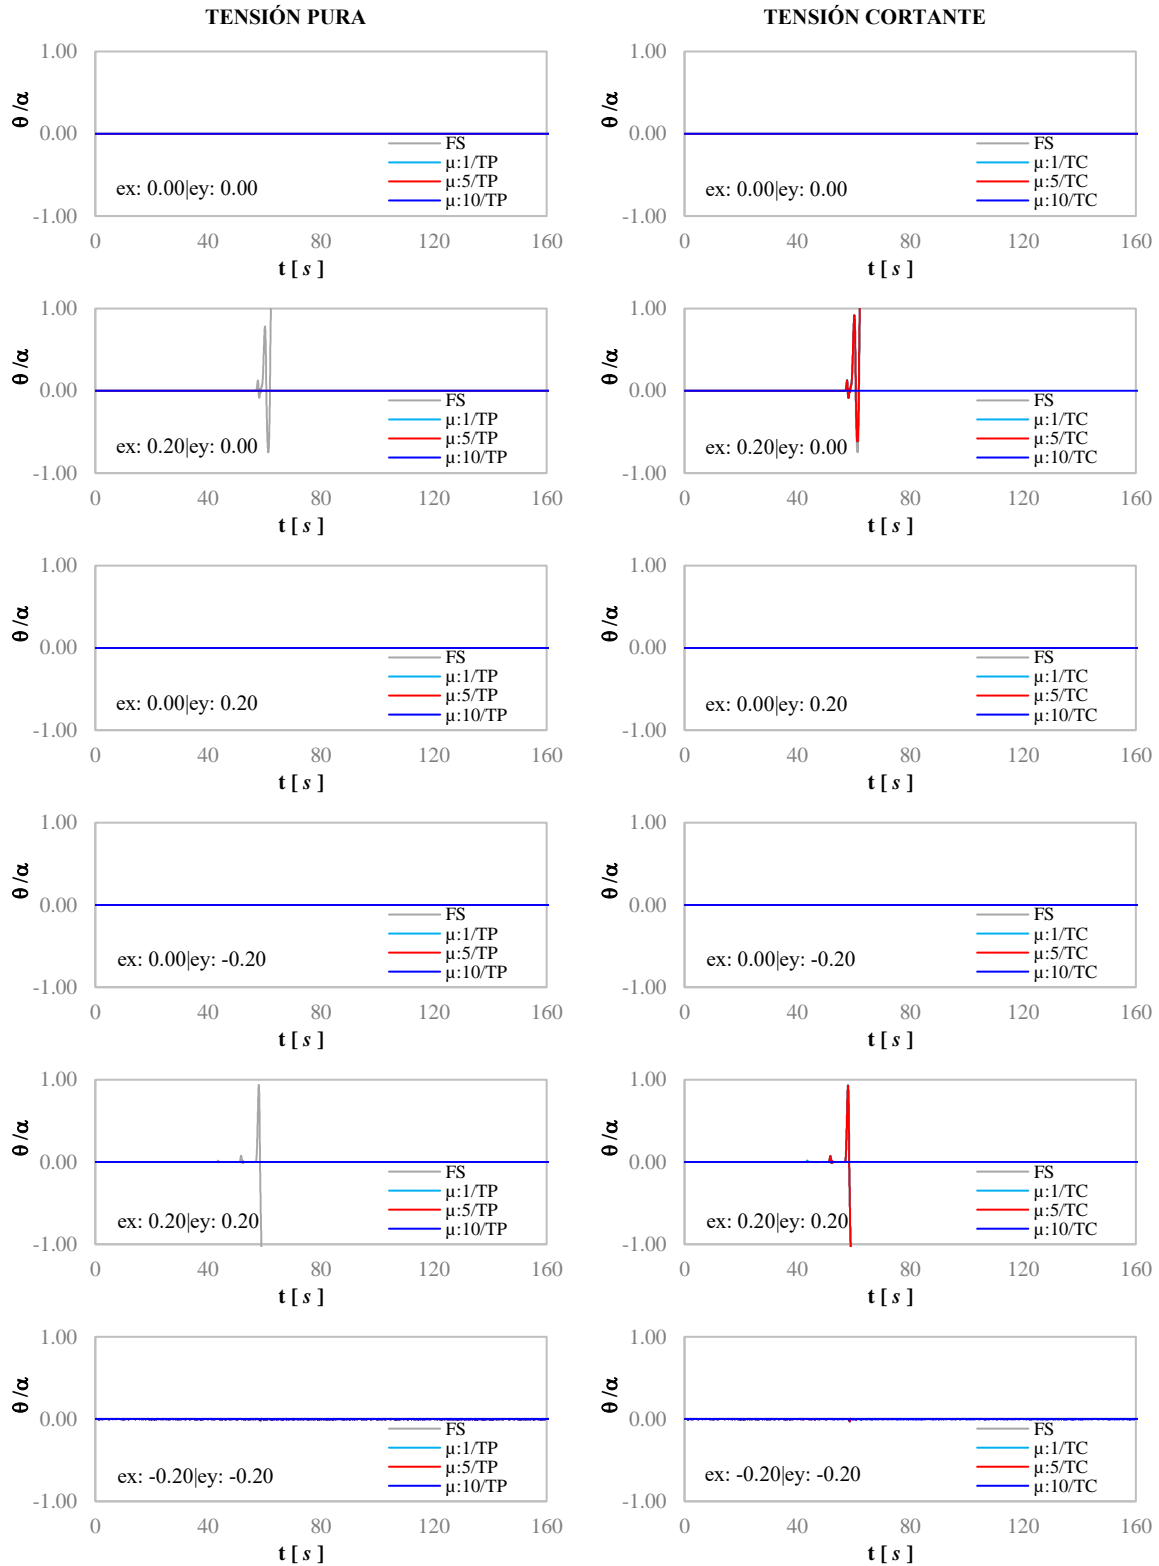 TENSIÓN PURA
TENSIÓN CORTANTE
1.00
0.00
-1.00
θ/α
FS
μ:1/TP
μ:5/TP
μ:10/TP
ex: 0.00|ey: 0.00
0 40 80 120 160
t [ s ]
1.00
0.00
-1.00
θ/α
FS
μ:1/TC
μ:5/TC
μ:10/TC
ex: 0.00|ey: 0.00
0 40 80 120 160
t [ s ]
1.00
0.00
-1.00
θ/α
FS
μ:1/TP
μ:5/TP
μ:10/TP
ex: 0.20|ey: 0.00
0 40 80 120 160
t [ s ]
1.00
0.00
-1.00
θ/α
FS
μ:1/TC
μ:5/TC
μ:10/TC
ex: 0.20|ey: 0.00
0 40 80 120 160
t [ s ]
1.00
0.00
-1.00
θ/α
FS
μ:1/TP
μ:5/TP
μ:10/TP
ex: 0.00|ey: 0.20
0 40 80 120 160
t [ s ]
1.00
0.00
-1.00
θ/α
FS
μ:1/TC
μ:5/TC
μ:10/TC
ex: 0.00|ey: 0.20
0 40 80 120 160
t [ s ]
1.00
0.00
-1.00
θ/α
FS
μ:1/TP
μ:5/TP
μ:10/TP
ex: 0.00|ey: -0.20
0 40 80 120 160
t [ s ]
1.00
0.00
-1.00
θ/α
FS
μ:1/TC
μ:5/TC
μ:10/TC
ex: 0.00|ey: -0.20
0 40 80 120 160
t [ s ]
1.00
0.00
-1.00
θ/α
FS
μ:1/TP
μ:5/TP
μ:10/TP
ex: 0.20|ey: 0.20
0 40 80 120 160
t [ s ]
1.00
0.00
-1.00
θ/α
FS
μ:1/TC
μ:5/TC
μ:10/TC
ex: 0.20|ey: 0.20
0 40 80 120 160
t [ s ]
1.00
0.00
-1.00
θ/α
FS
μ:1/TP
μ:5/TP
μ:10/TP
ex: -0.20|ey: -0.20
0 40 80 120 160
t [ s ]
1.00
0.00
-1.00
θ/α
FS
μ:1/TC
μ:5/TC
μ:10/TC
ex: -0.20|ey: -0.20
0 40 80 120 160
t [ s ]